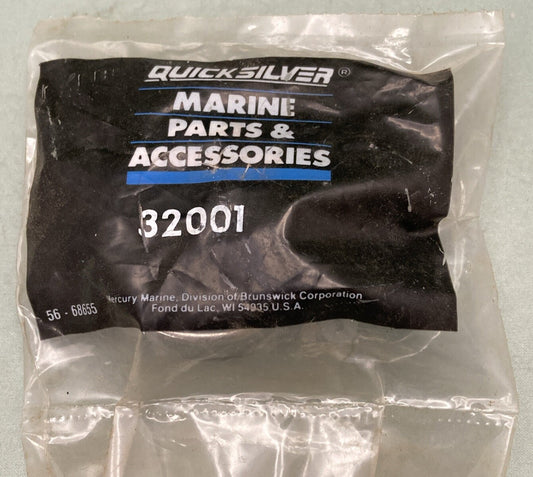 QUICKSILVER®
MARINE
PARTS &
ACCESSORIES
32001
Mercury Marine, Division of Brunswick Corporation
Fond du Lac, WI 54935 U.S.A.
56 - 68655